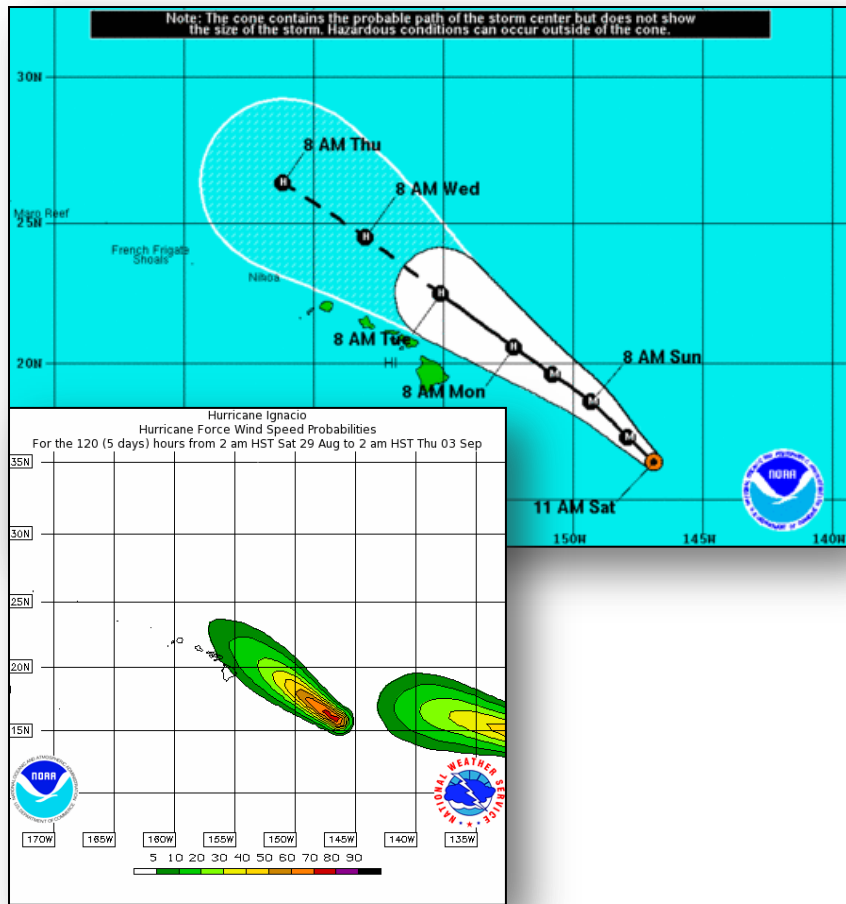 Note: The cone contains the probable path of the storm center but does not show
the size of the storm. Hazardous conditions can occur outside of the cone.
30N
8 AM Thu
8 AM Wed
Maro Reef
25N
French Frigate
Shoals
Nihoa
8 AM Tue
8 AM Sun
20N
HI
8 AM Mon
11 AM Sat
NOAA
150W
145W
140W
Hurricane Ignacio
Hurricane Force Wind Speed Probabilities
For the 120 (5 days) hours from 2 am HST Sat 29 Aug to 2 am HST Thu 03 Sep
35N
30N
25N
20N
15N
NOAA
NATIONAL WEATHER SERVICE
170W
165W
160W
155W
150W
145W
140W
135W
5 10 20 30 40 50 60 70 80 90